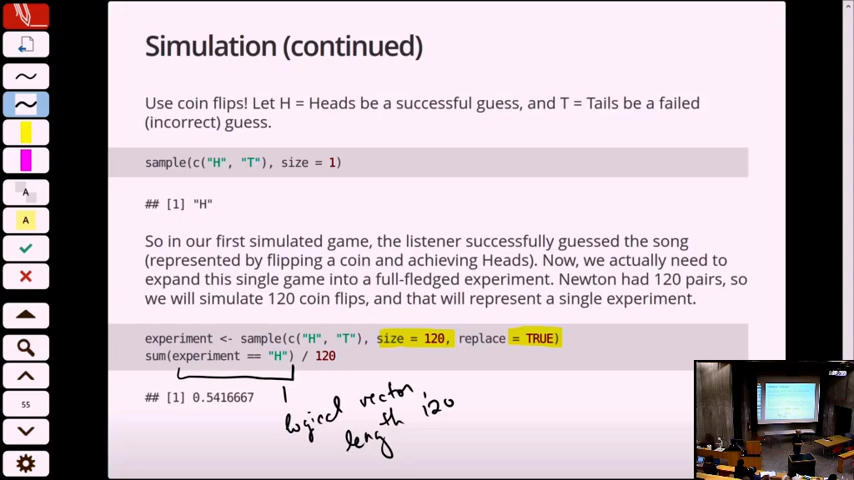 Simulation (continued)
Use coin flips! Let H = Heads be a successful guess, and T = Tails be a failed
(incorrect) guess.
sample(c("H", "T"), size = 1)
## [1] "H"
So in our first simulated game, the listener successfully guessed the song
(represented by flipping a coin and achieving Heads). Now, we actually need to
expand this single game into a full-fledged experiment. Newton had 120 pairs, so
we will simulate 120 coin flips, and that will represent a single experiment.
experiment <- sample(c("H", "T"), size = 120, replace = TRUE)
sum(experiment == "H") / 120
## [1] 0.5416667
logical vector,
length 120
A
A
55